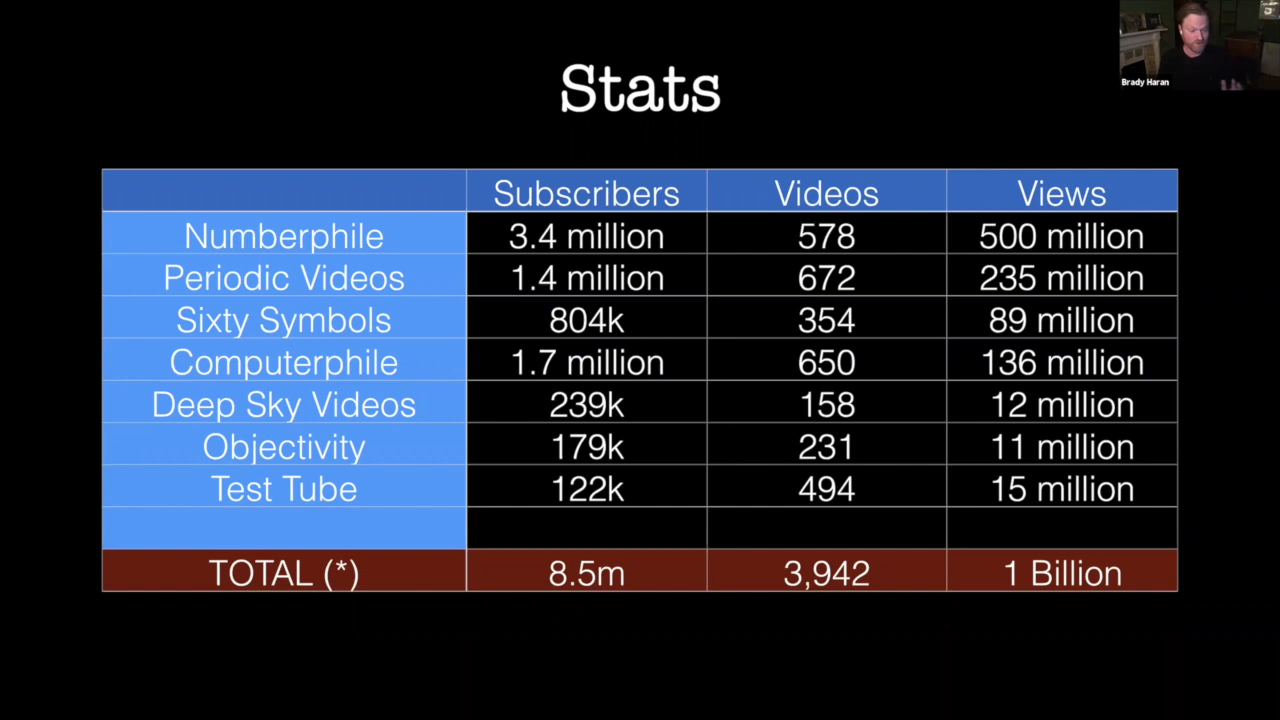 Brady Haran
Stats
Subscribers Videos Views
Numberphile 3.4 million 578 500 million
Periodic Videos 1.4 million 672 235 million
Sixty Symbols 804k 354 89 million
Computerphile 1.7 million 650 136 million
Deep Sky Videos 239k 158 12 million
Objectivity 179k 231 11 million
Test Tube 122k 494 15 million
TOTAL (*) 8.5m 3,942 1 Billion